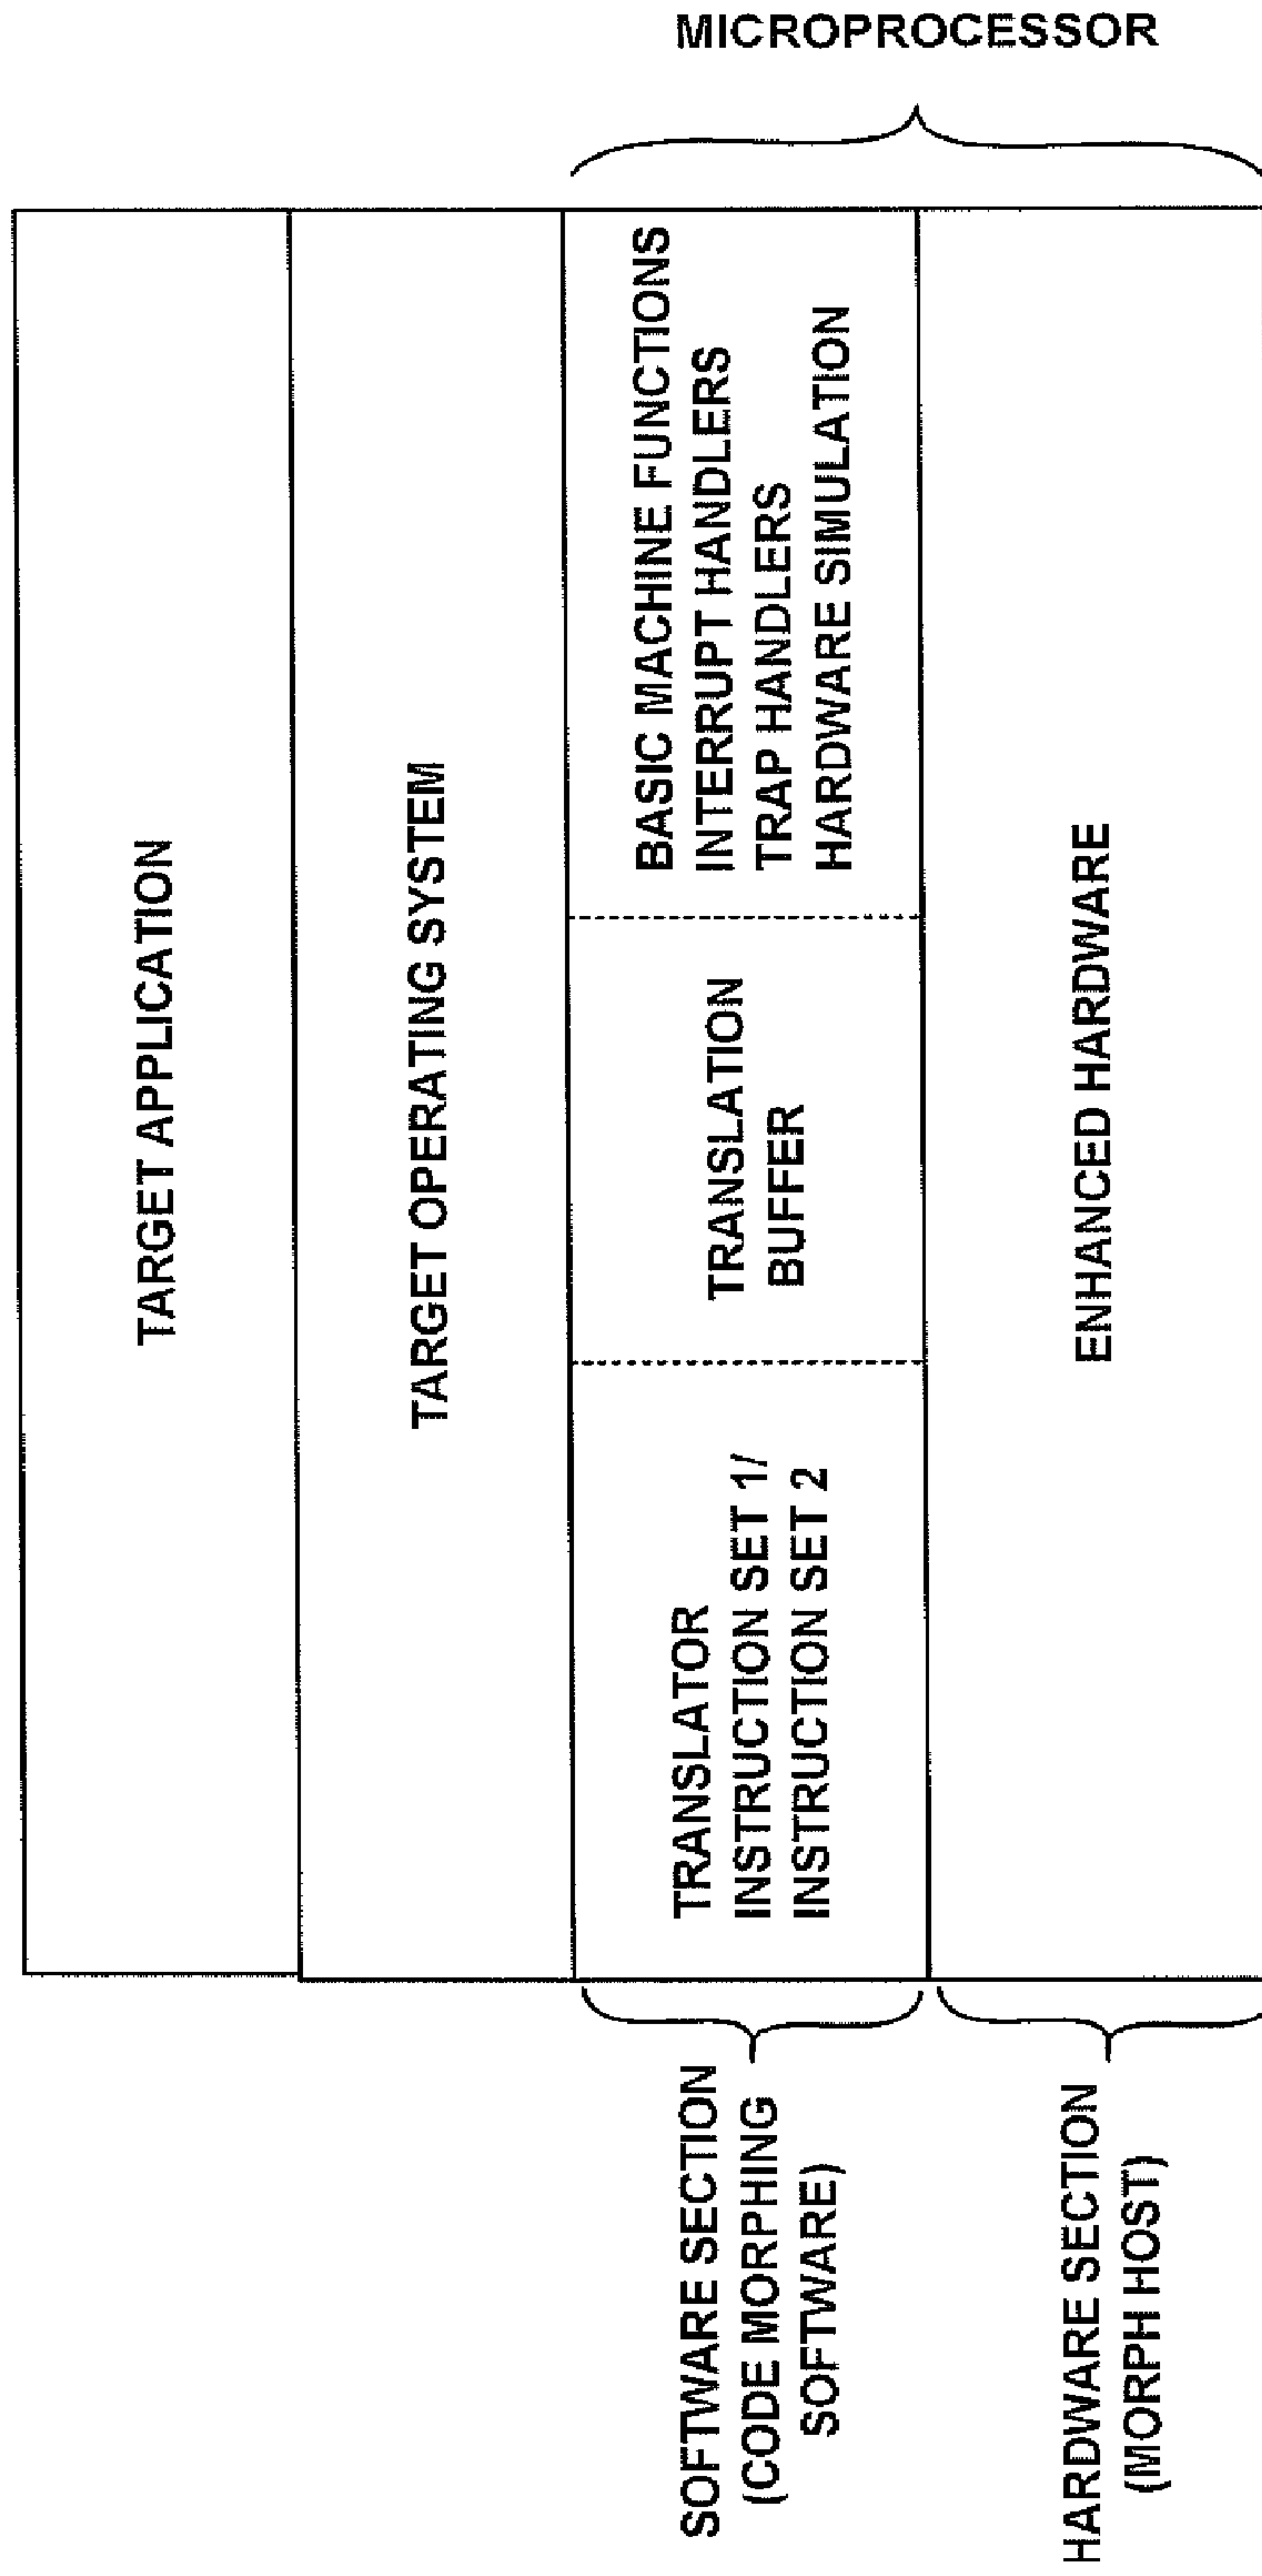 MICROPROCESSOR
TARGET APPLICATION
TARGET OPERATING SYSTEM
SOFTWARE SECTION
(CODE MORPHING
SOFTWARE)
TRANSLATOR
INSTRUCTION SET 1/
INSTRUCTION SET 2
TRANSLATION
BUFFER
BASIC MACHINE FUNCTIONS
INTERRUPT HANDLERS
TRAP HANDLERS
HARDWARE SIMULATION
HARDWARE SECTION
(MORPH HOST)
ENHANCED HARDWARE